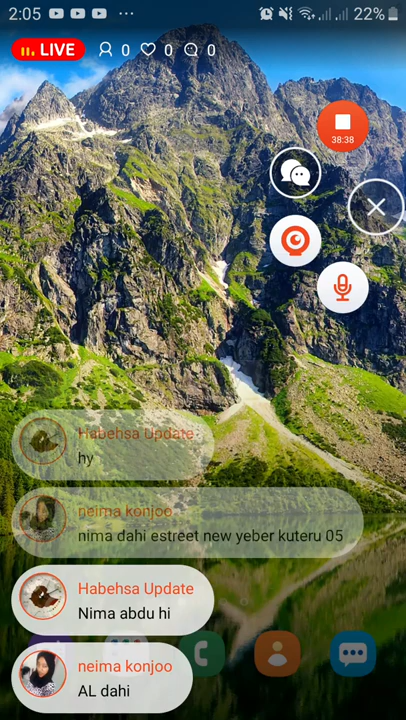 2:05
22%
LIVE 0 0 0
38:38
Habehsa Update
hy
neima konjoo
nima dahi estreet new yeber kuteru 05
Habehsa Update
Nima abdu hi
neima konjoo
AL dahi